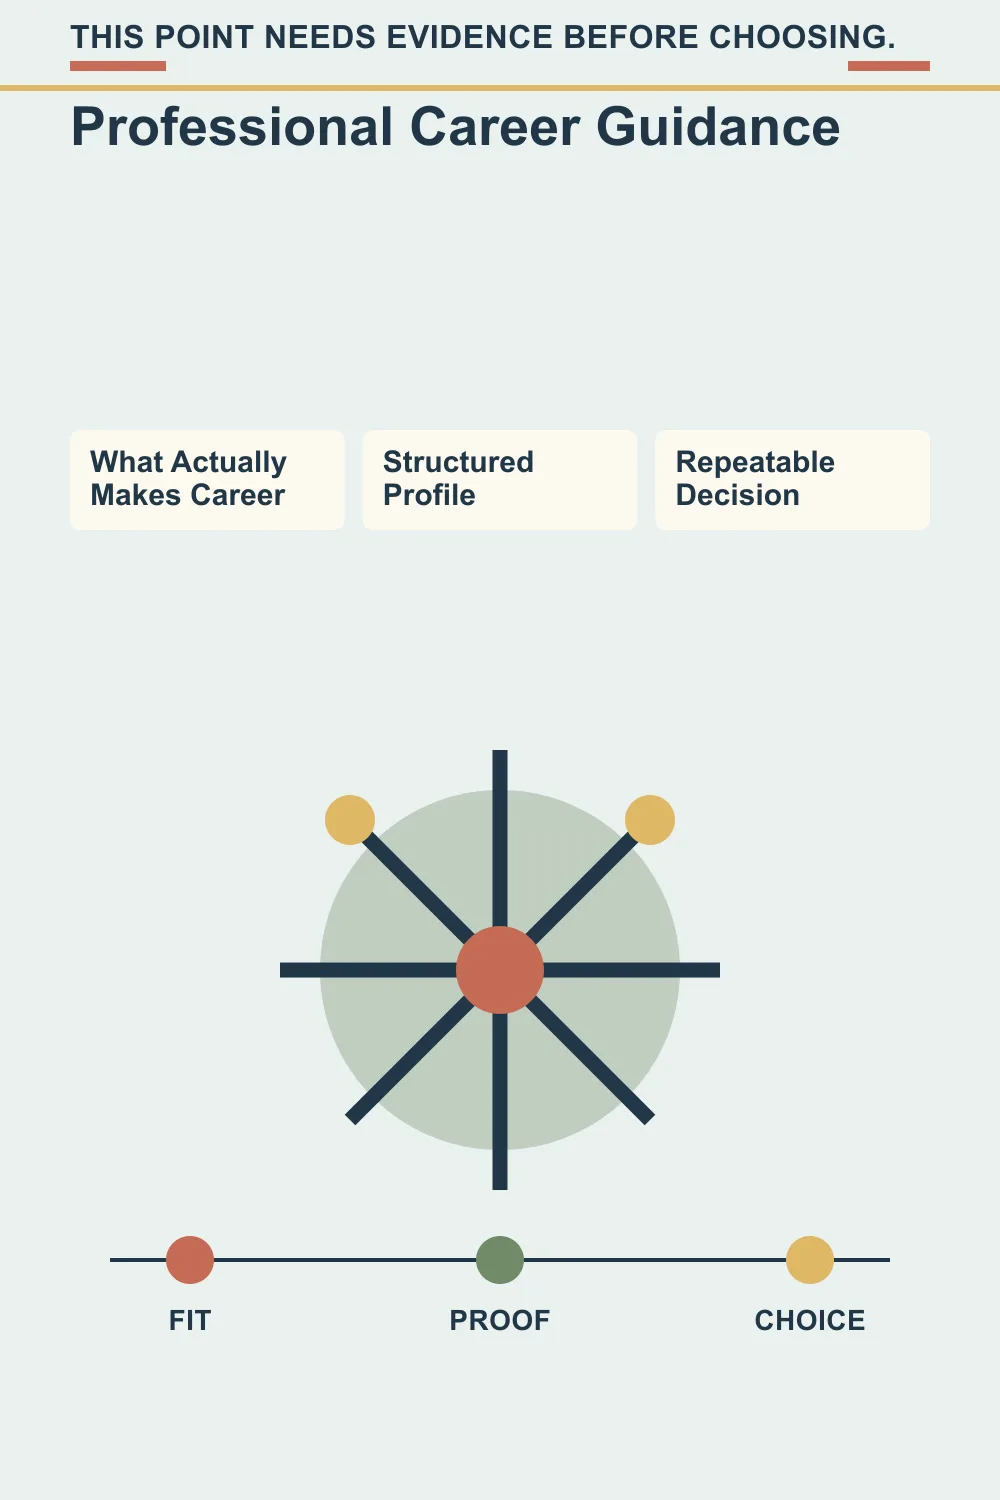 THIS POINT NEEDS EVIDENCE BEFORE CHOOSING.
Professional Career Guidance
What Actually
Makes Career
Structured
Profile
Repeatable
Decision
FIT
PROOF
CHOICE